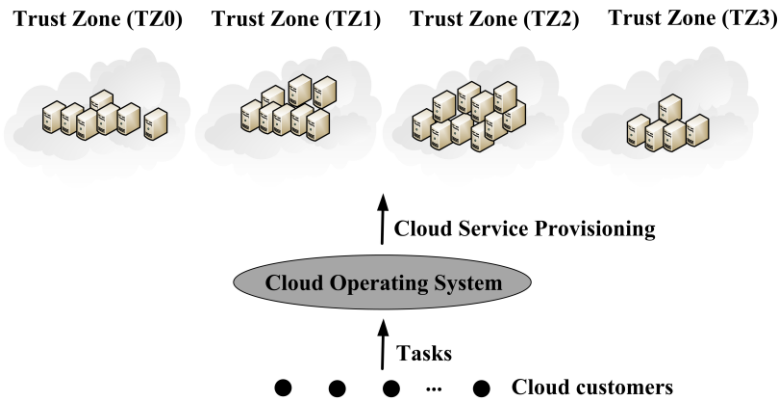 Trust Zone (TZ0) Trust Zone (TZ1) Trust Zone (TZ2) Trust Zone (TZ3)
Cloud Service Provisioning
Cloud Operating System
Tasks
... Cloud customers